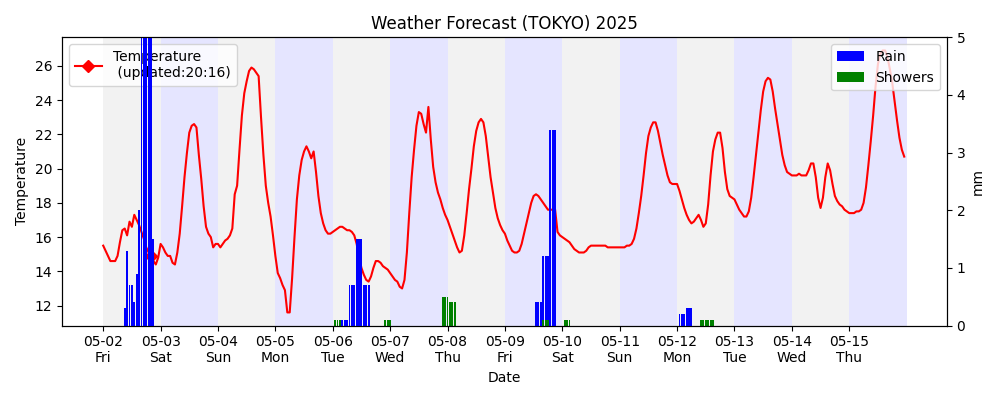 Weather Forecast (TOKYO) 2025
Temperature
(updated:20:16)
Rain
Showers
Temperature
26
24
22
20
18
16
14
12
5
4
3
2
1
0
mm
05-02 05-03 05-04 05-05 05-06 05-07 05-08 05-09 05-10 05-11 05-12 05-13 05-14 05-15
Fri Sat Sun Mon Tue Wed Thu Fri Sat Sun Mon Tue Wed Thu
Date